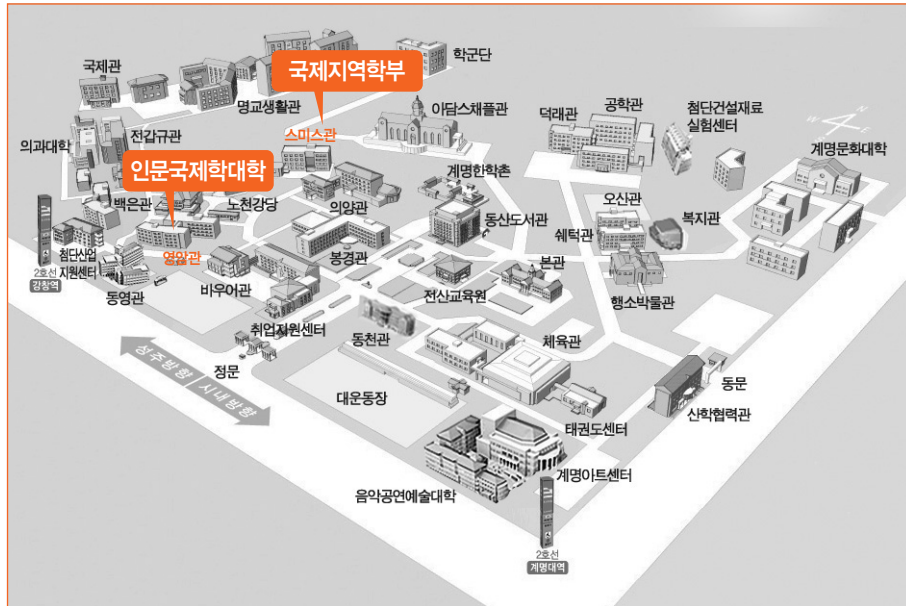 국제관
국제지역학부
학군단
명교생활관
스미스관
아담스채플관
덕래관
공학관
첨단건설재료
실험센터
N
E
W
S
의과대학
전갑규관
인문국제학대학
계명한학촌
계명문화대학
백은관
노천강당
의양관
동산도서관
오산관
복지관
쉐턱관
첨단산업
지원센터
영암관
봉경관
본관
2호선
강창역
동영관
바우어관
전산교육원
행소박물관
취업지원센터
동천관
체육관
정문
성주방향
시내방향
대운동장
동문
산학협력관
태권도센터
계명아트센터
음악공연예술대학
2호선
계명대역